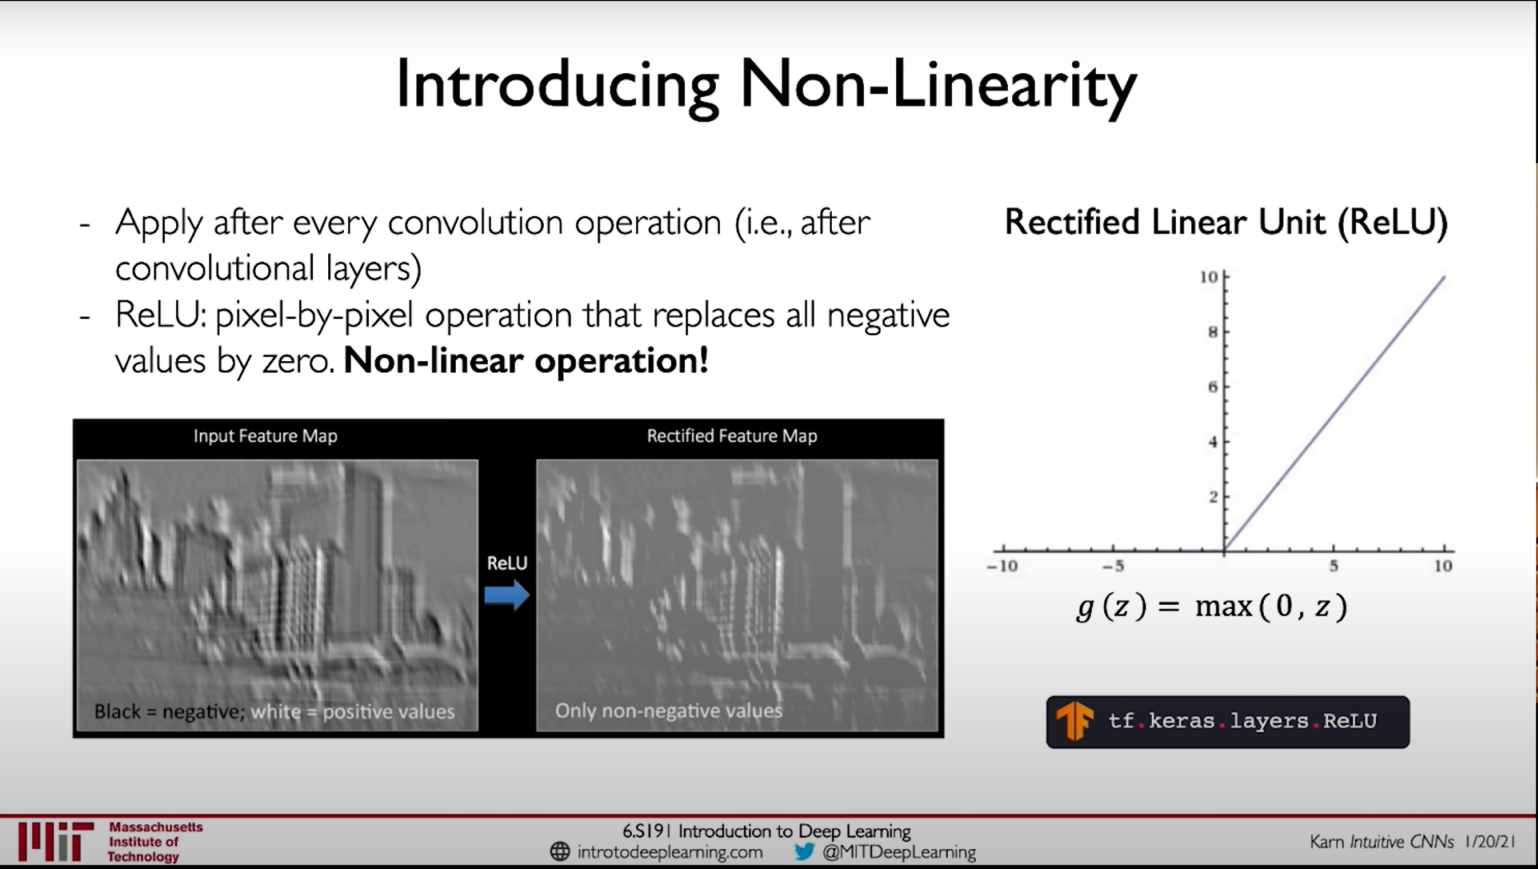 Introducing Non-Linearity
- Apply after every convolution operation (i.e., after
convolutional layers)
- ReLU: pixel-by-pixel operation that replaces all negative
values by zero. Non-linear operation!
Input Feature Map
Rectified Feature Map
ReLU
Black = negative; white = positive values
Only non-negative values
Rectified Linear Unit (ReLU)
10
8
6
4
2
-10
-5
5
10
g(z) = max(0, z)
tf.keras.layers.ReLU
Massachusetts
Institute of
Technology
6.S191 Introduction to Deep Learning
introtodeeplearning.com @MITDeepLearning
Karn Intuitive CNNs 1/20/21